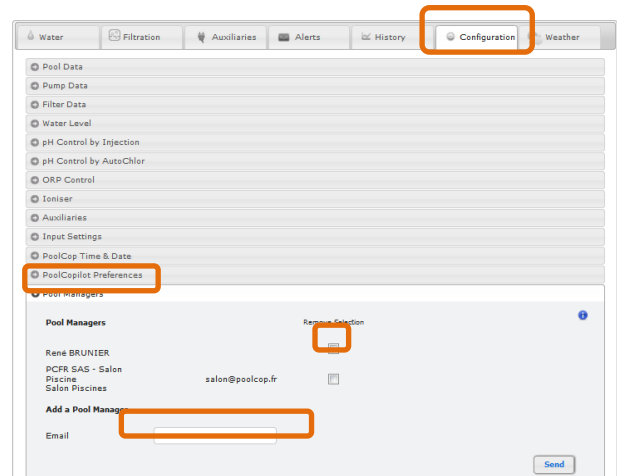 Water Filtration Auxiliaries Alerts History Configuration Weather
Pool Data
Pump Data
Filter Data
Water Level
pH Control by Injection
pH Control by AutoChlor
ORP Control
Ioniser
Auxiliaries
Input Settings
PoolCop Time & Date
PoolCopilot Preferences
Pool Managers
Pool Managers Remove Selection
René BRUNIER
PCFR SAS - Salon
Piscine salon@poolcop.fr
Salon Piscines
Add a Pool Manager
Email
Send